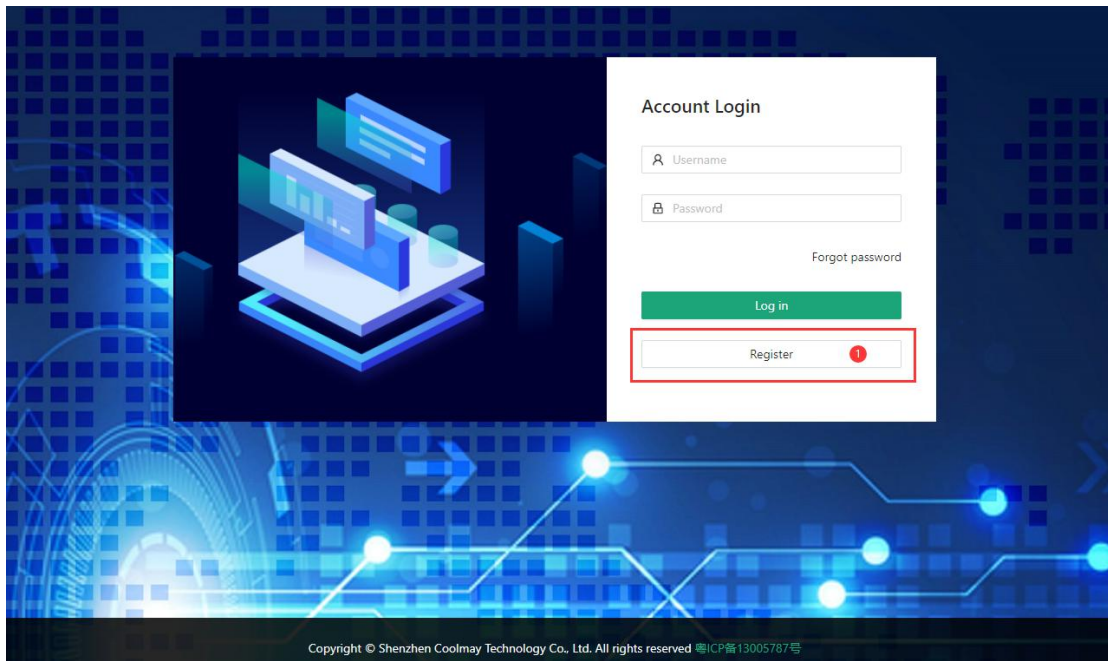 Account Login
Username
Password
Forgot password
Log in
Register 1
Copyright © Shenzhen Coolmay Technology Co., Ltd. All rights reserved 粤ICP备13005787号